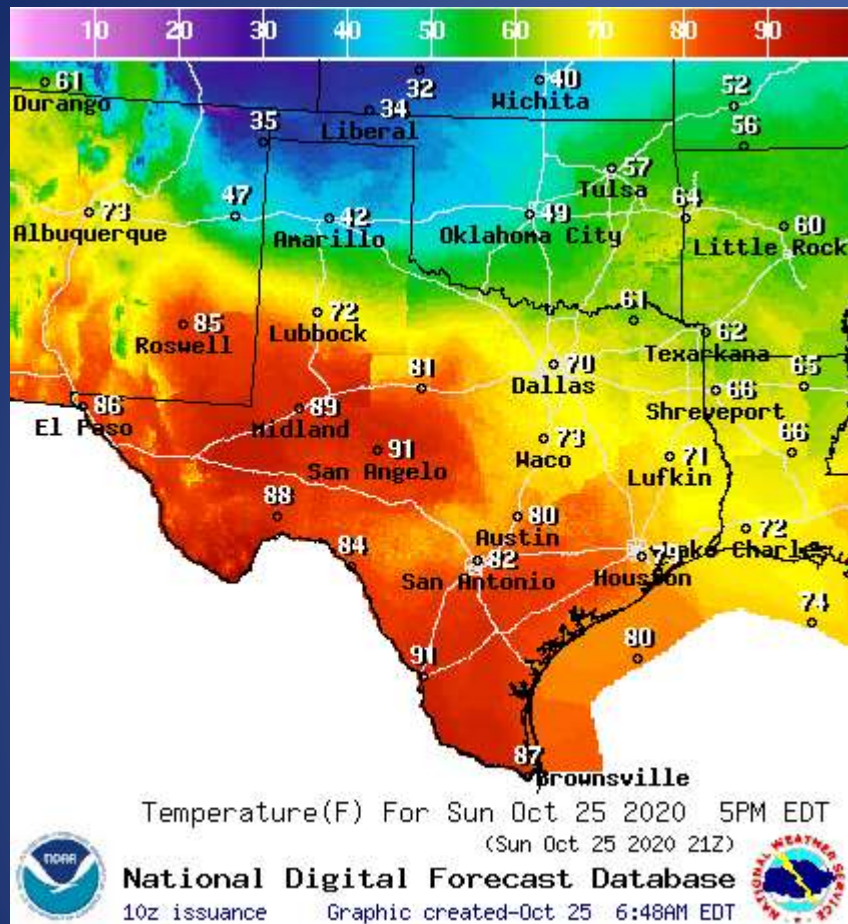 10 20 30 40 50 60 70 80 90
61
Durango
32
40
Wichita
34
Liberal
52
35
56
57
Tulsa
73
Albuquerque
47
42
Amarillo
49
Oklahoma City
64
60
Little Rock
85
Roswell
72
Lubbock
61
62
Texarkana
81
70
Dallas
65
66
Shreveport
86
El Paso
89
Midland
91
San Angelo
73
Waco
71
Lufkin
66
88
80
Austin
72
Lake Charles
84
82
San Antonio
79
Houston
74
91
80
87
Brownsville
Temperature(F) For Sun Oct 25 2020 5PM EDT
(Sun Oct 25 2020 21Z)
National Digital Forecast Database
10z issuance Graphic created-Oct 25 6:48AM EDT
NOAA
NATIONAL WEATHER SERVICE